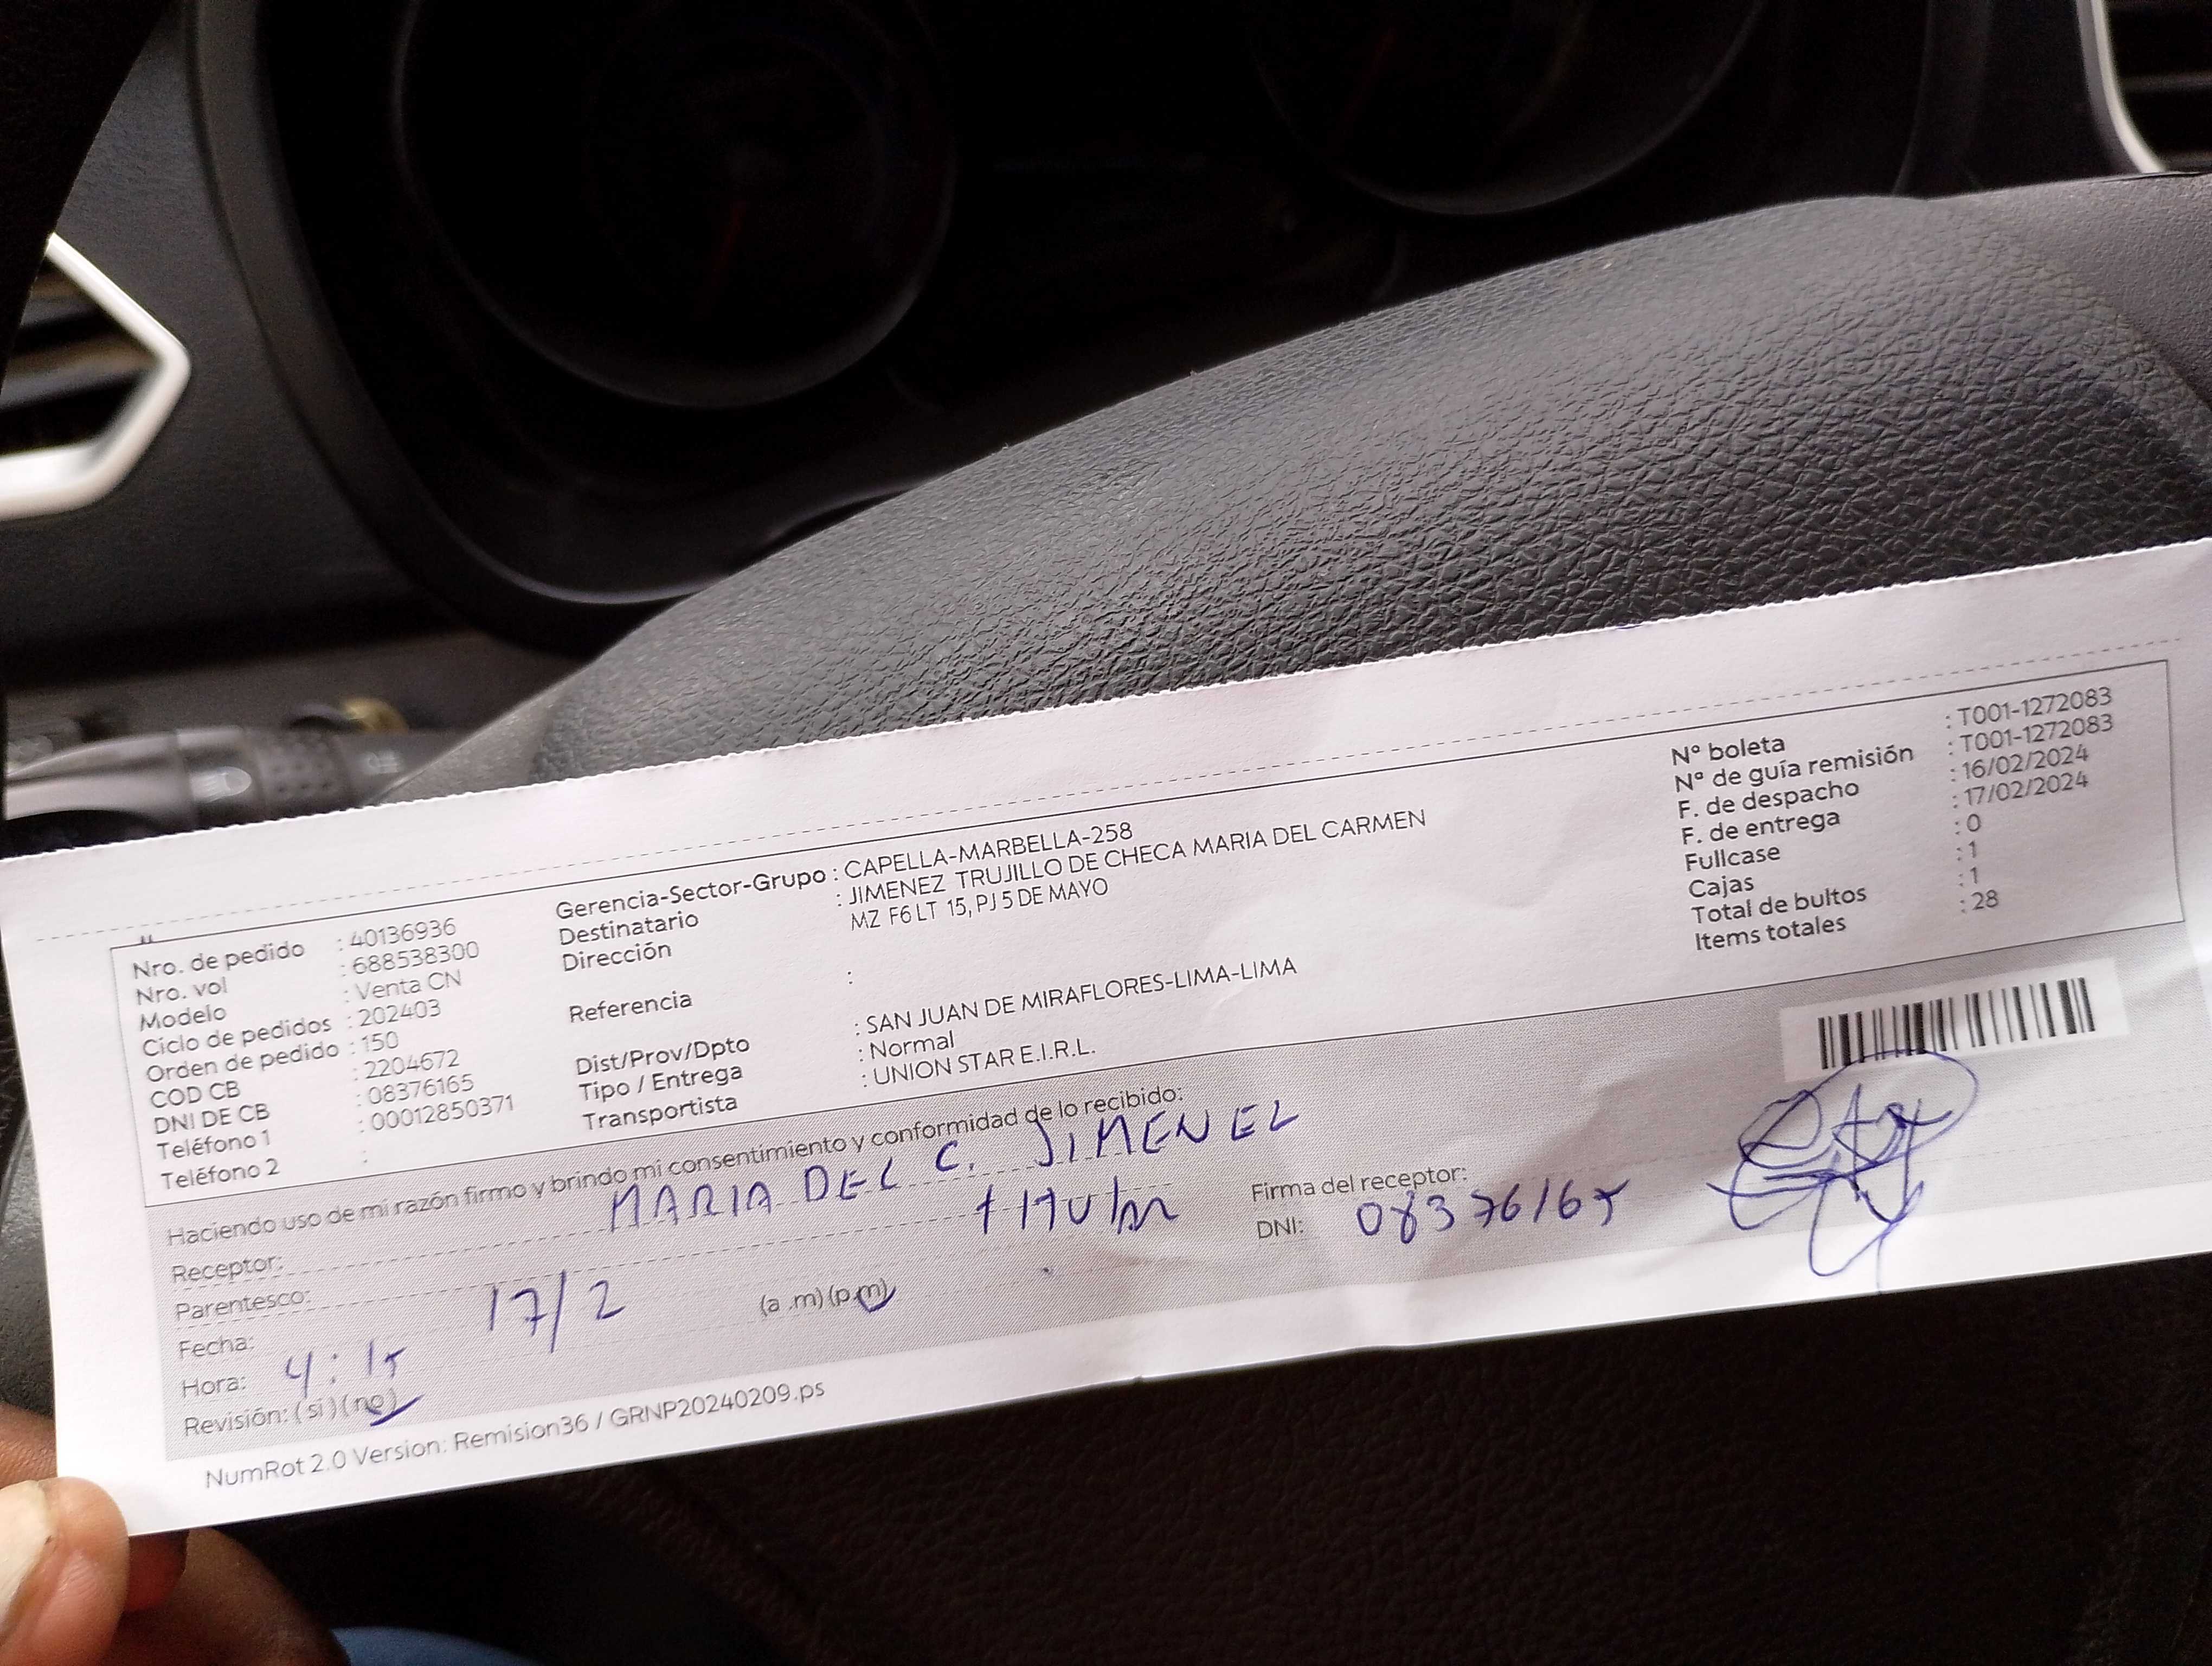 Nro. de pedido : 40136936
Nro. vol : 688538300
Modelo : Venta CN
Ciclo de pedidos : 202403
Orden de pedido : 150
COD CB : 2204672
DNI DE CB : 08376165
Teléfono 1 : 00012850371
Teléfono 2 :
Gerencia-Sector-Grupo : CAPELLA-MARBELLA-258
Destinatario : JIMENEZ TRUJILLO DE CHECA MARIA DEL CARMEN
Dirección MZ F6 LT 15, PJ 5 DE MAYO
Referencia :
Dist/Prov/Dpto : SAN JUAN DE MIRAFLORES-LIMA-LIMA
Tipo / Entrega : Normal
Transportista : UNION STAR E.I.R.L.
N° boleta : T001-1272083
N° de guía remisión : T001-1272083
F. de despacho : 16/02/2024
F. de entrega : 17/02/2024
Fullcase : 0
Cajas : 1
Total de bultos : 1
Items totales : 28
Haciendo uso de mi razón firmo y brindo mi consentimiento y conformidad de lo recibido:
Receptor: MARIA DEL C. JIMENEZ
Parentesco:
Fecha: 17/2
Hora: 4:15 (a .m) (p.m)
Revisión: (si) (no)
Firma del receptor:
DNI: 08376165
NumRot 2.0 Version: Remision36 / GRNP20240209.ps